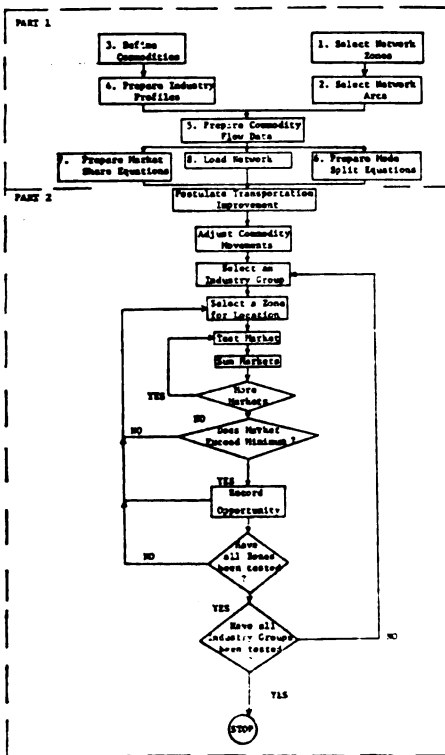 PART 1
3. Define
Commodities
1. Select Network
Zones
4. Prepare Industry
Profiles
2. Select Network
Arcs
5. Prepare Commodity
Flow Data
7. Prepare Market
Share Equations
8. Load Network
6. Prepare Mode
Split Equations
PART 2
Postulate Transportation
Improvement
Adjust Commodity
Movements
Select an
Industry Group
Select a Zone
for Location
Test Market
Sum Markets
YES
More
Markets
NO
NO
Does Market
Exceed Minimum ?
YES
Record
Opportunity
NO
Have
all Zones
been tested
?
YES
Have all
Industry Groups
been tested
?
NO
YES
STOP